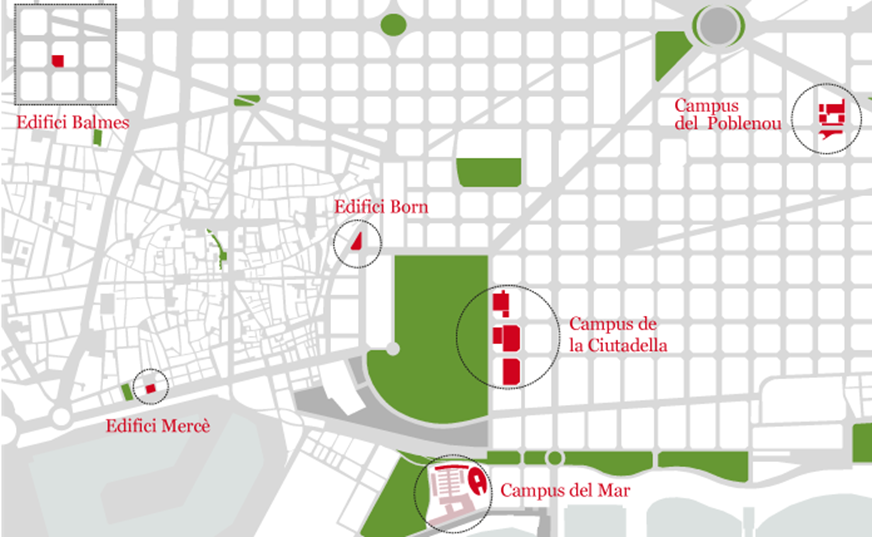 Edifici Balmes
Campus
del Poblenou
Edifici Born
Campus de
la Ciutadella
Edifici Mercè
Campus del Mar